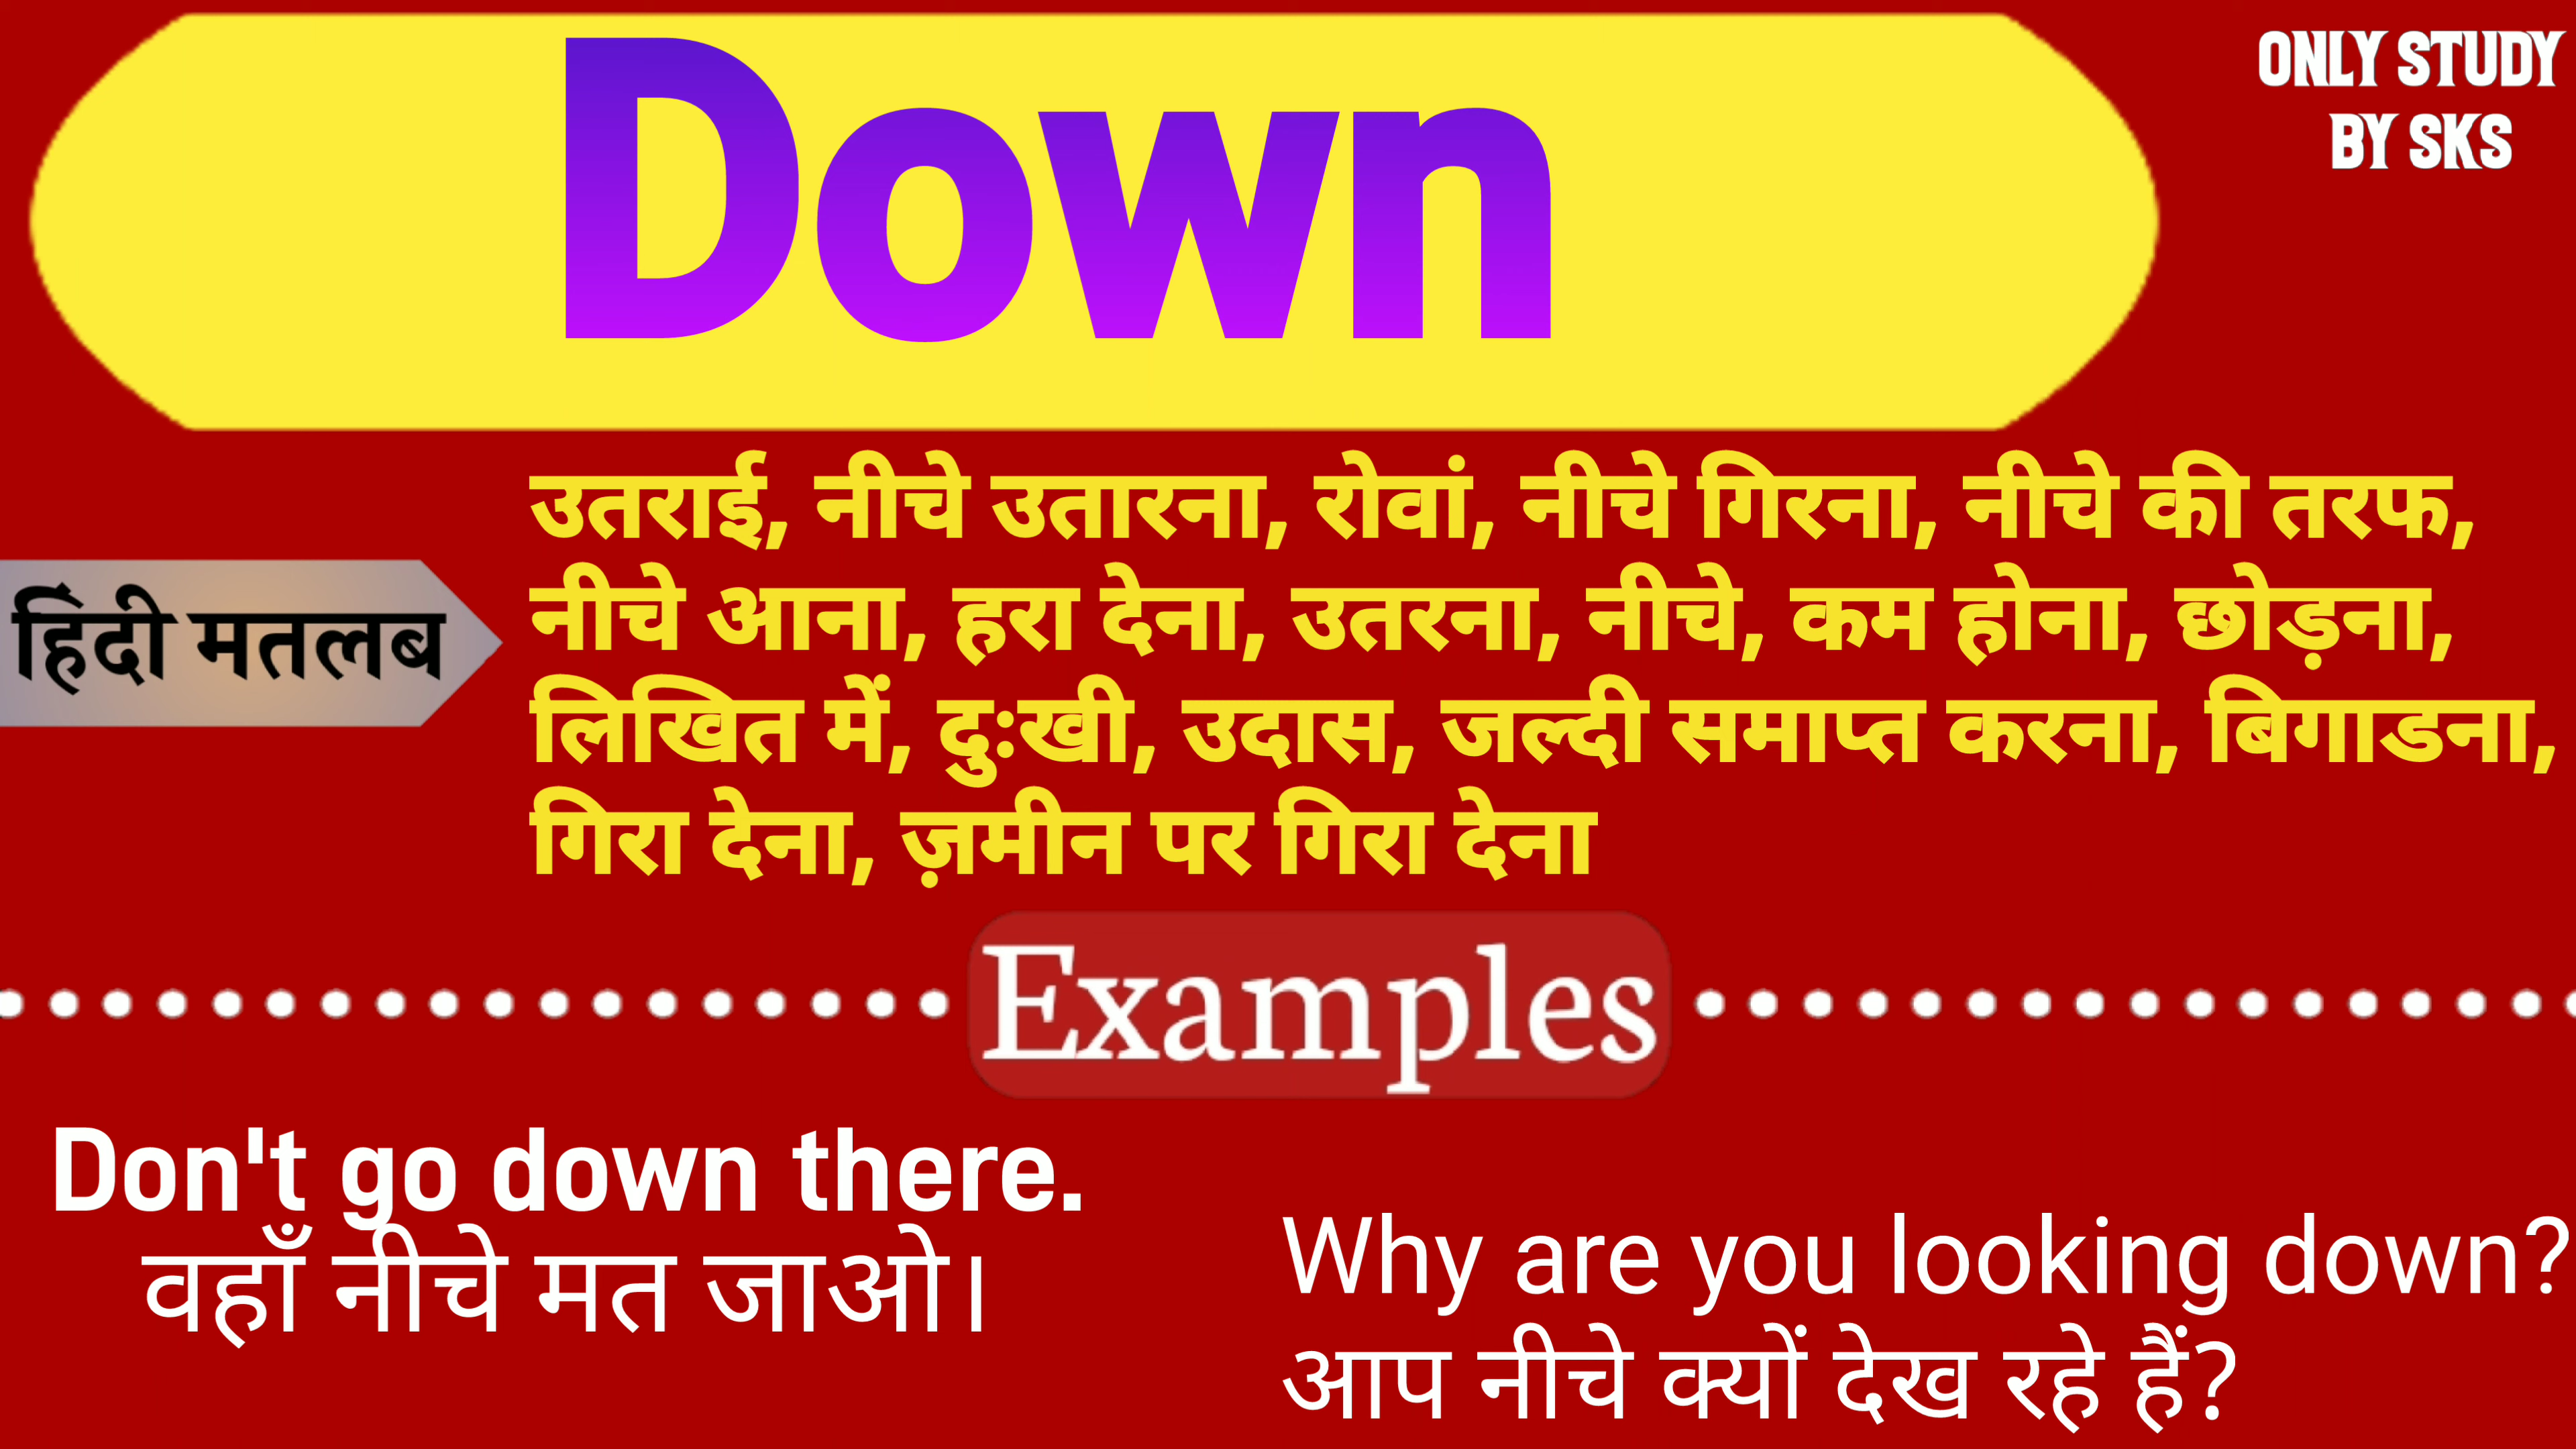 Down
ONLY STUDY
BY SKS
उतराई, नीचे उतारना, रोवां, नीचे गिरना, नीचे की तरफ,
नीचे आना, हरा देना, उतरना, नीचे, कम होना, छोड़ना,
हिंदी मतलब
लिखित में, दुःखी, उदास, जल्दी समाप्त करना, बिगाडना,
गिरा देना, ज़मीन पर गिरा देना
Examples
Don't go down there.
वहाँ नीचे मत जाओ।
Why are you looking down?
आप नीचे क्यों देख रहे हैं?